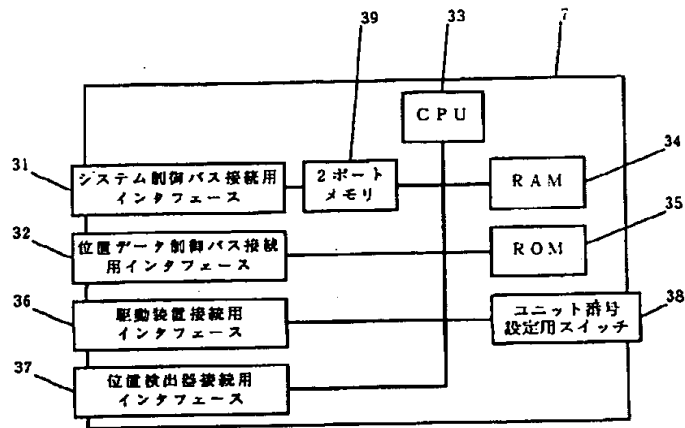 39
33
7
CPU
31
システム制御バス接続用
インタフェース
2ポート
メモリ
RAM
34
32
位置データ制御バス接続
用インタフェース
ROM
35
36
駆動装置接続用
インタフェース
ユニット番号
設定用スイッチ
38
37
位置検出器接続用
インタフェース